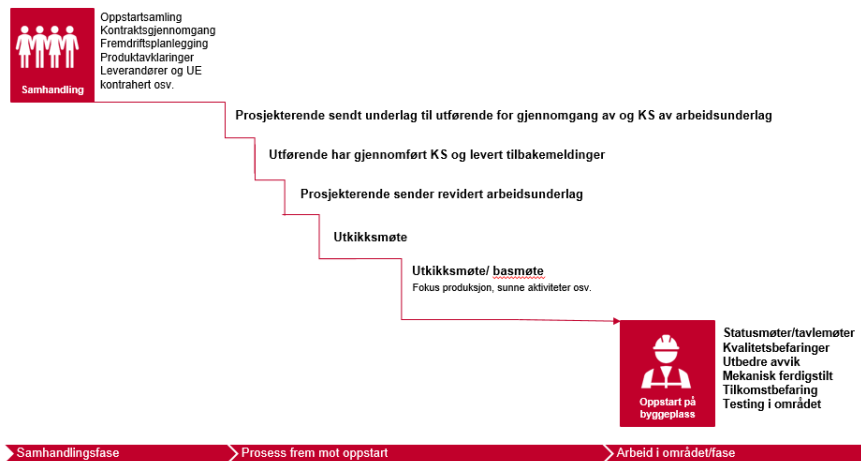 Oppstartsamling
Kontraktsgjennomgang
Fremdriftsplanlegging
Produktavklaringer
Leverandører og UE
kontrahert osv.
Samhandling
Prosjekterende sendt underlag til utførende for gjennomgang av og KS av arbeidsunderlag
Utførende har gjennomført KS og levert tilbakemeldinger
Prosjekterende sender revidert arbeidsunderlag
Utkikksmøte
Utkikksmøte/ basmøte
Fokus produksjon, sunne aktiviteter osv.
Oppstart på
byggeplass
Statusmøter/tavlemøter
Kvalitetsbefaringer
Utbedre avvik
Mekanisk ferdigstilt
Tilkomstbefaring
Testing i området
Samhandlingsfase
Prosess frem mot oppstart
Arbeid i området/fase